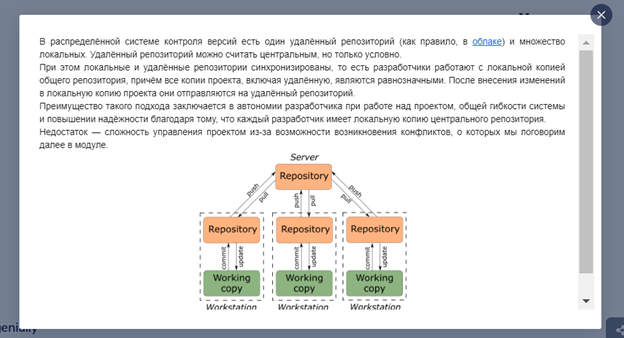 В распределённой системе контроля версий есть один удалённый репозиторий (как правило, в облаке) и множество
локальных. Удалённый репозиторий можно считать центральным, но только условно.
При этом локальные и удалённые репозитории синхронизированы, то есть разработчики работают с локальной копией
общего репозитория, причём все копии проекта, включая удалённую, являются равнозначными. После внесения изменений
в локальную копию проекта они отправляются на удалённый репозиторий.
Преимущество такого подхода заключается в автономии разработчика при работе над проектом, общей гибкости системы
и повышении надёжности благодаря тому, что каждый разработчик имеет локальную копию центрального репозитория.
Недостаток — сложность управления проектом из-за возможности возникновения конфликтов, о которых мы поговорим
далее в модуле.
Server
Repository
push pull push pull push pull
Repository Repository Repository
commit update commit update commit update
Working Working Working
copy copy copy
Workstation Workstation Workstation
enially